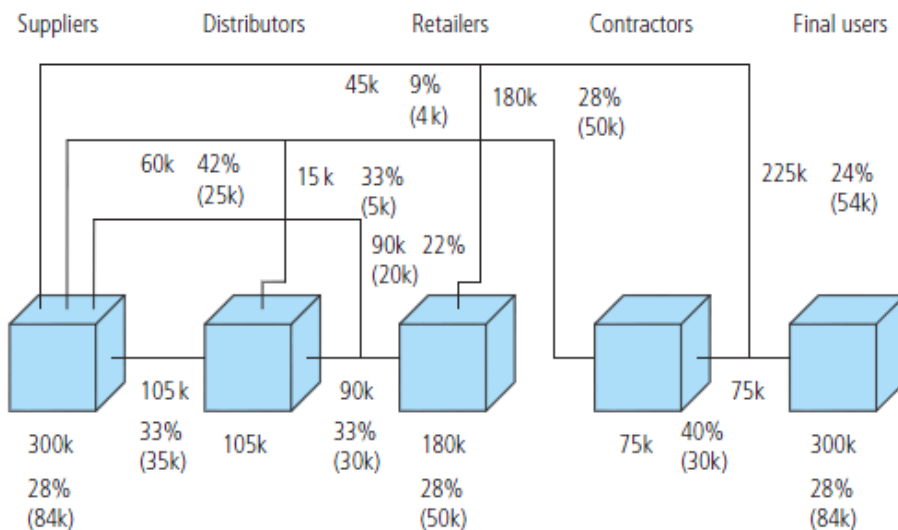 Suppliers Distributors Retailers Contractors Final users
45k 9%
(4k)
180k 28%
(50k)
60k 42%
(25k)
15k 33%
(5k)
225k 24%
(54k)
90k 22%
(20k)
105k
33%
(35k)
90k
33%
(30k)
75k
40%
(30k)
300k
28%
(84k)
105k
180k
28%
(50k)
75k
300k
28%
(84k)